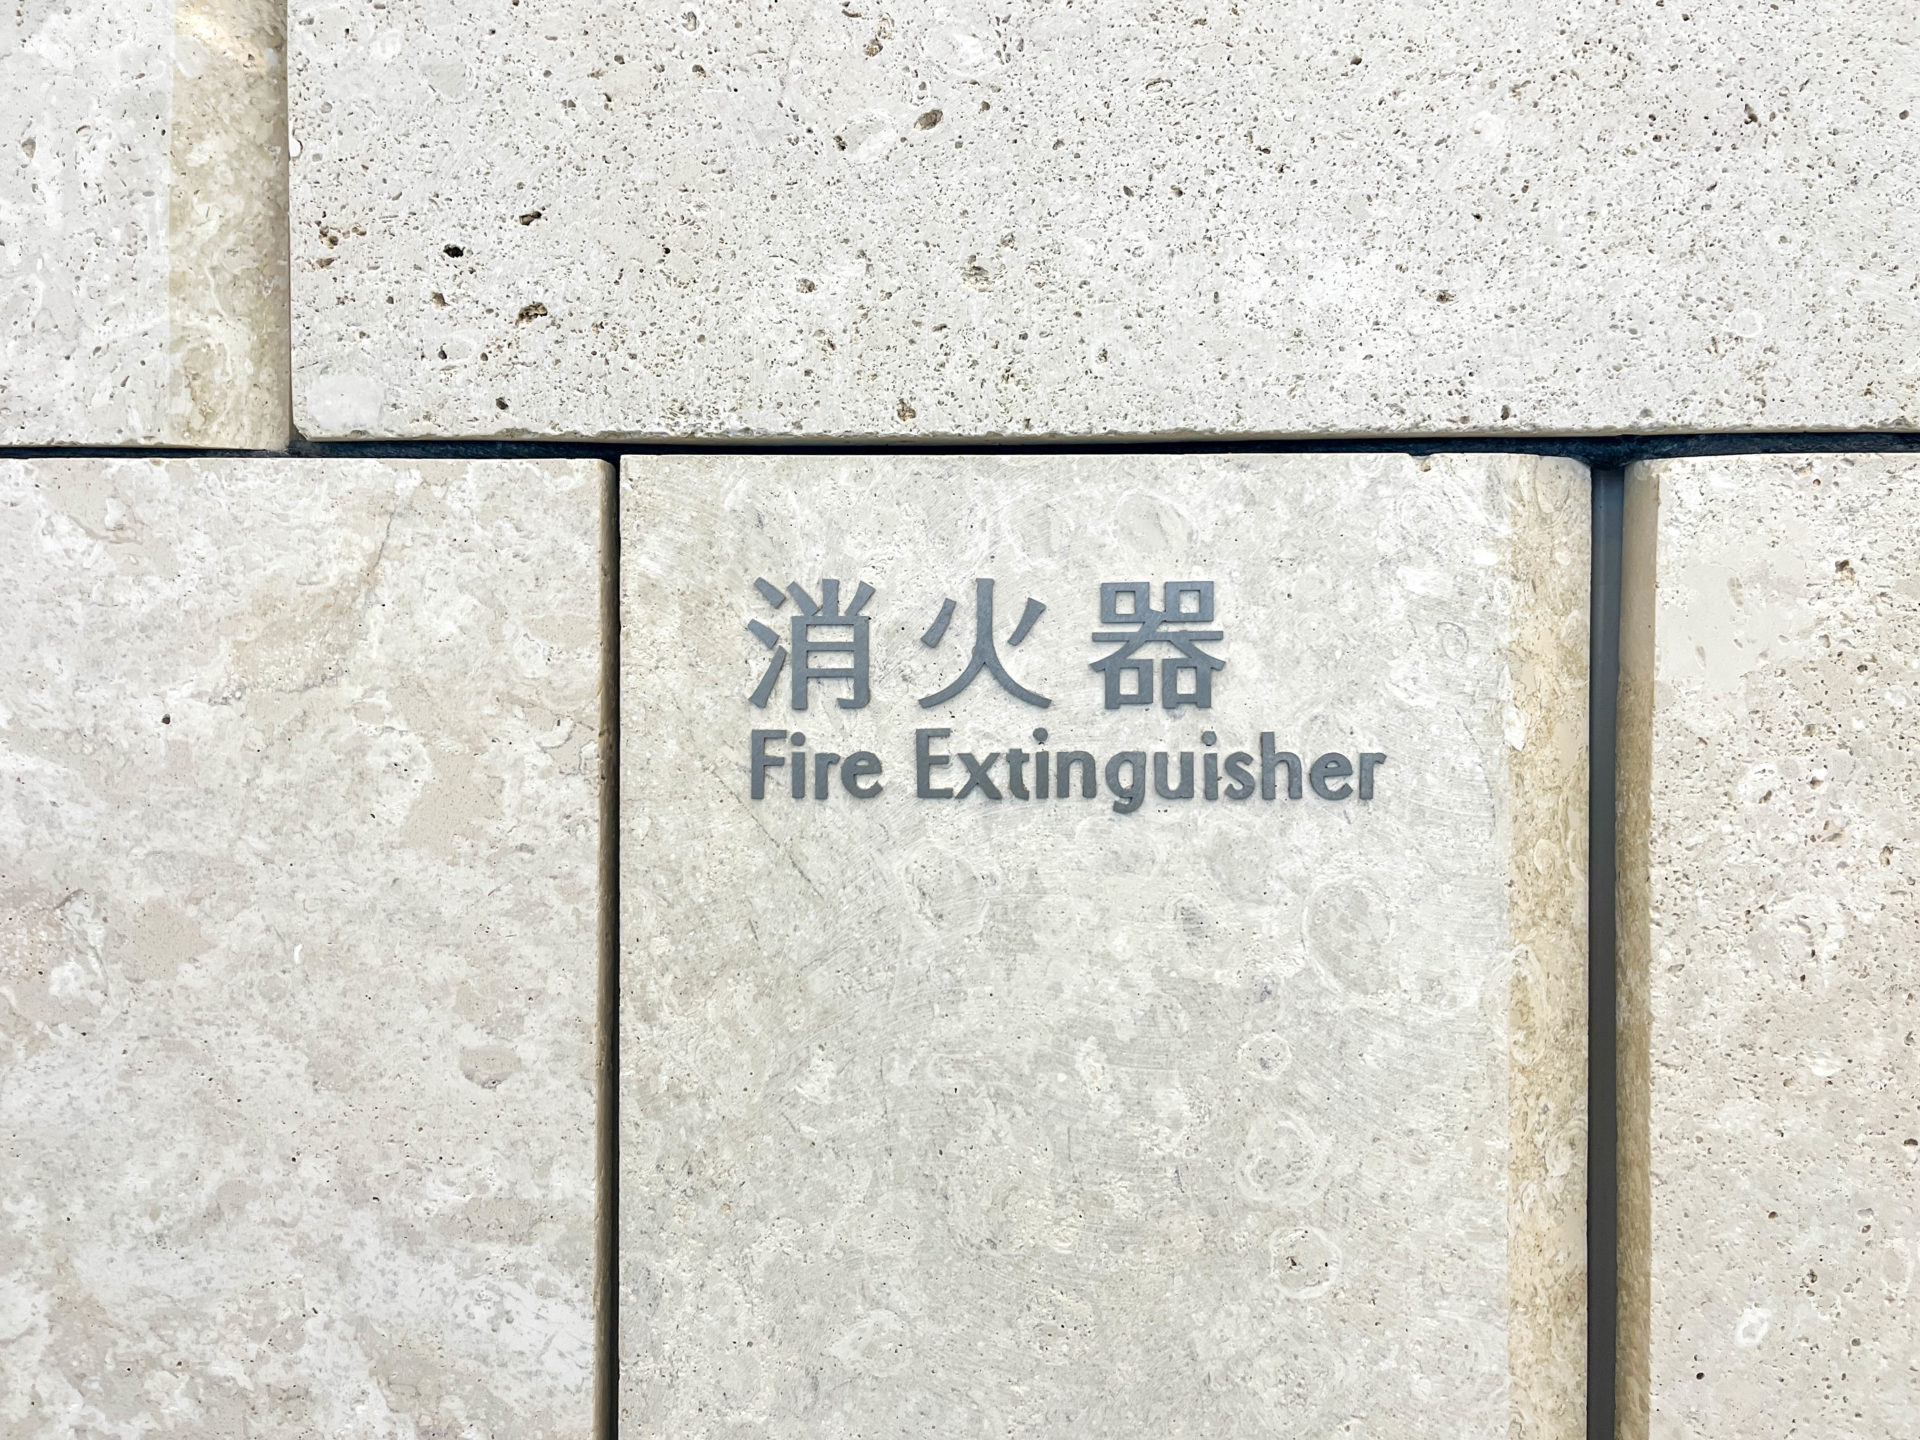 消火器
Fire Extinguisher